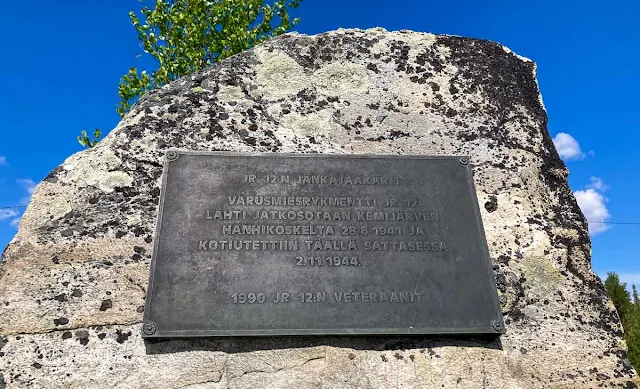 JR 12:N JÄNKÄJÄÄKÄRIT
VARUSMIESRYKMENTTI JR 12
LÄHTI JATKOSOTAAN KEMIJÄRVEN
HANHIKOSKELTA 28.6 1941 JA
KOTIUTETTIIN TÄÄLLÄ SATTASESSA
2.11.1944.
1990 JR 12:N VETERAANIT